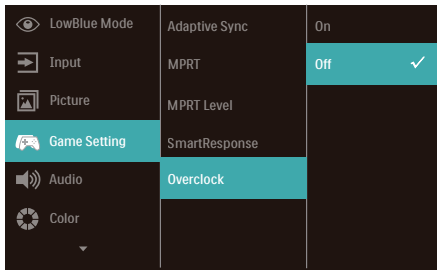 LowBlue Mode
Input
Picture
Game Setting
Audio
Color
Adaptive Sync
MPRT
MPRT Level
SmartResponse
Overclock
On
Off